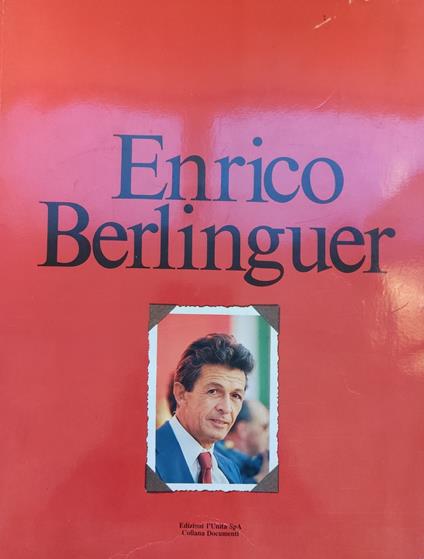 Enrico
Berlinguer
Edizioni l'Unità SpA
Collana Documenti